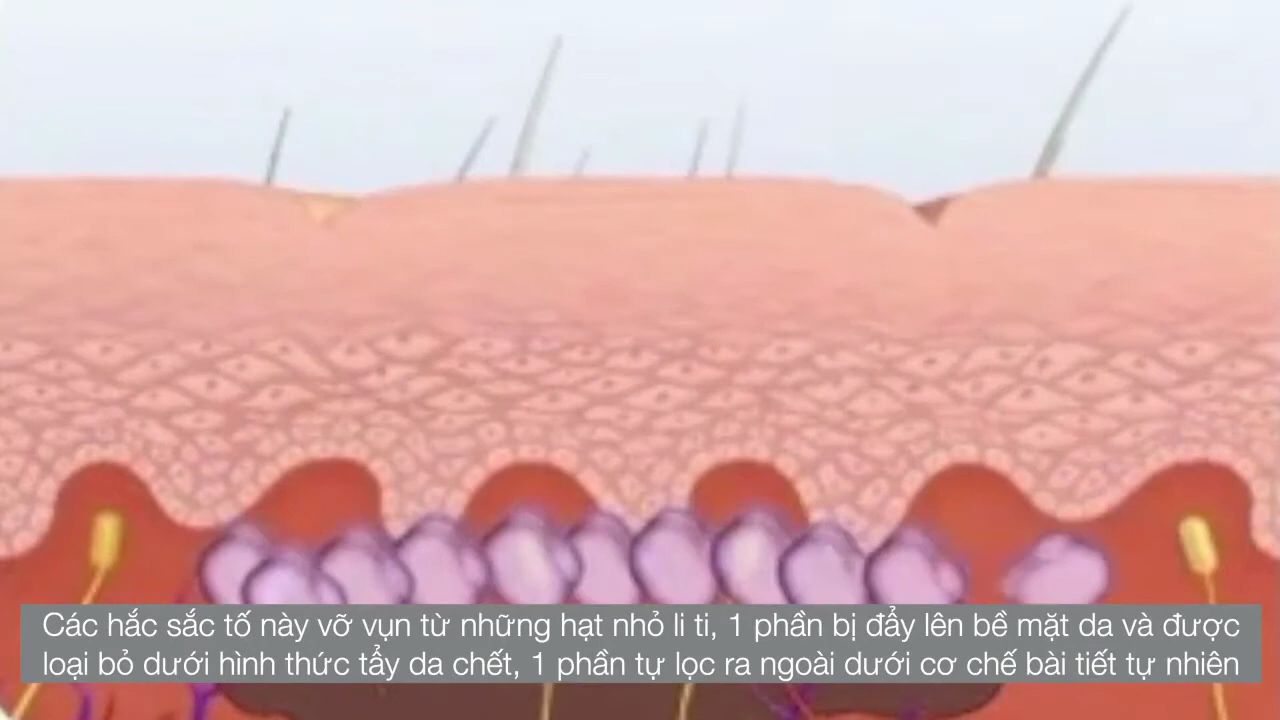 Các hắc sắc tố này vỡ vụn từ những hạt nhỏ li ti, 1 phần bị đẩy lên bề mặt da và được
loại bỏ dưới hình thức tẩy da chết, 1 phần tự lọc ra ngoài dưới cơ chế bài tiết tự nhiên